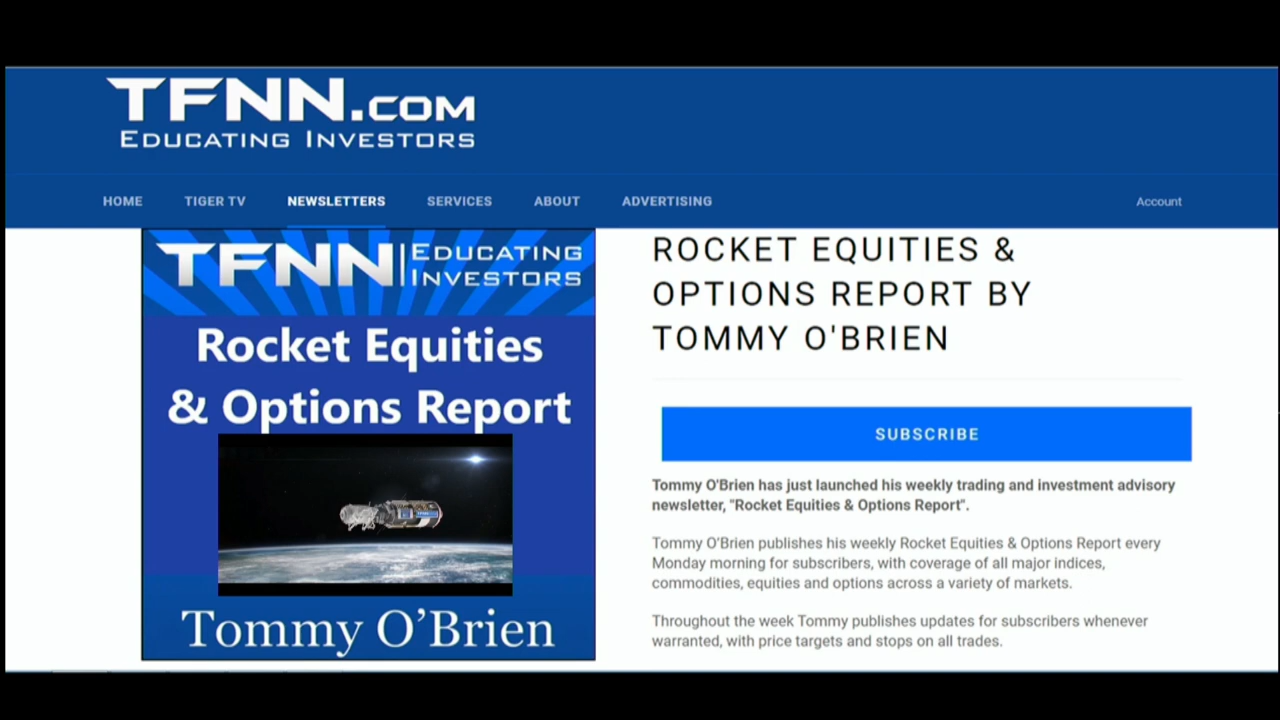 TFNN.COM
EDUCATING INVESTORS
HOME TIGER TV NEWSLETTERS SERVICES ABOUT ADVERTISING Account
TFNN EDUCATING
INVESTORS
Rocket Equities
& Options Report
Tommy O’Brien
ROCKET EQUITIES &
OPTIONS REPORT BY
TOMMY O'BRIEN
SUBSCRIBE
Tommy O'Brien has just launched his weekly trading and investment advisory
newsletter, "Rocket Equities & Options Report".
Tommy O'Brien publishes his weekly Rocket Equities & Options Report every
Monday morning for subscribers, with coverage of all major indices,
commodities, equities and options across a variety of markets.
Throughout the week Tommy publishes updates for subscribers whenever
warranted, with price targets and stops on all trades.